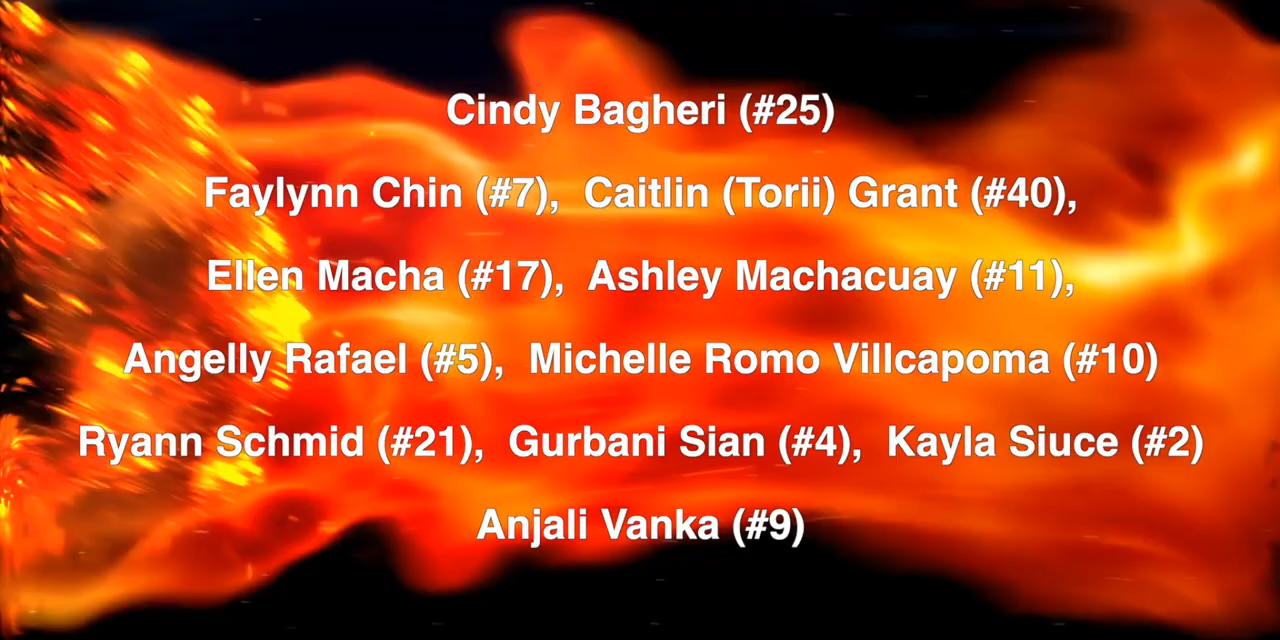 Cindy Bagheri (#25)
Faylynn Chin (#7), Caitlin (Torii) Grant (#40),
Ellen Macha (#17), Ashley Machacuay (#11),
Angelly Rafael (#5), Michelle Romo Villcapoma (#10)
Ryann Schmid (#21), Gurbani Sian (#4), Kayla Siuce (#2)
Anjali Vanka (#9)